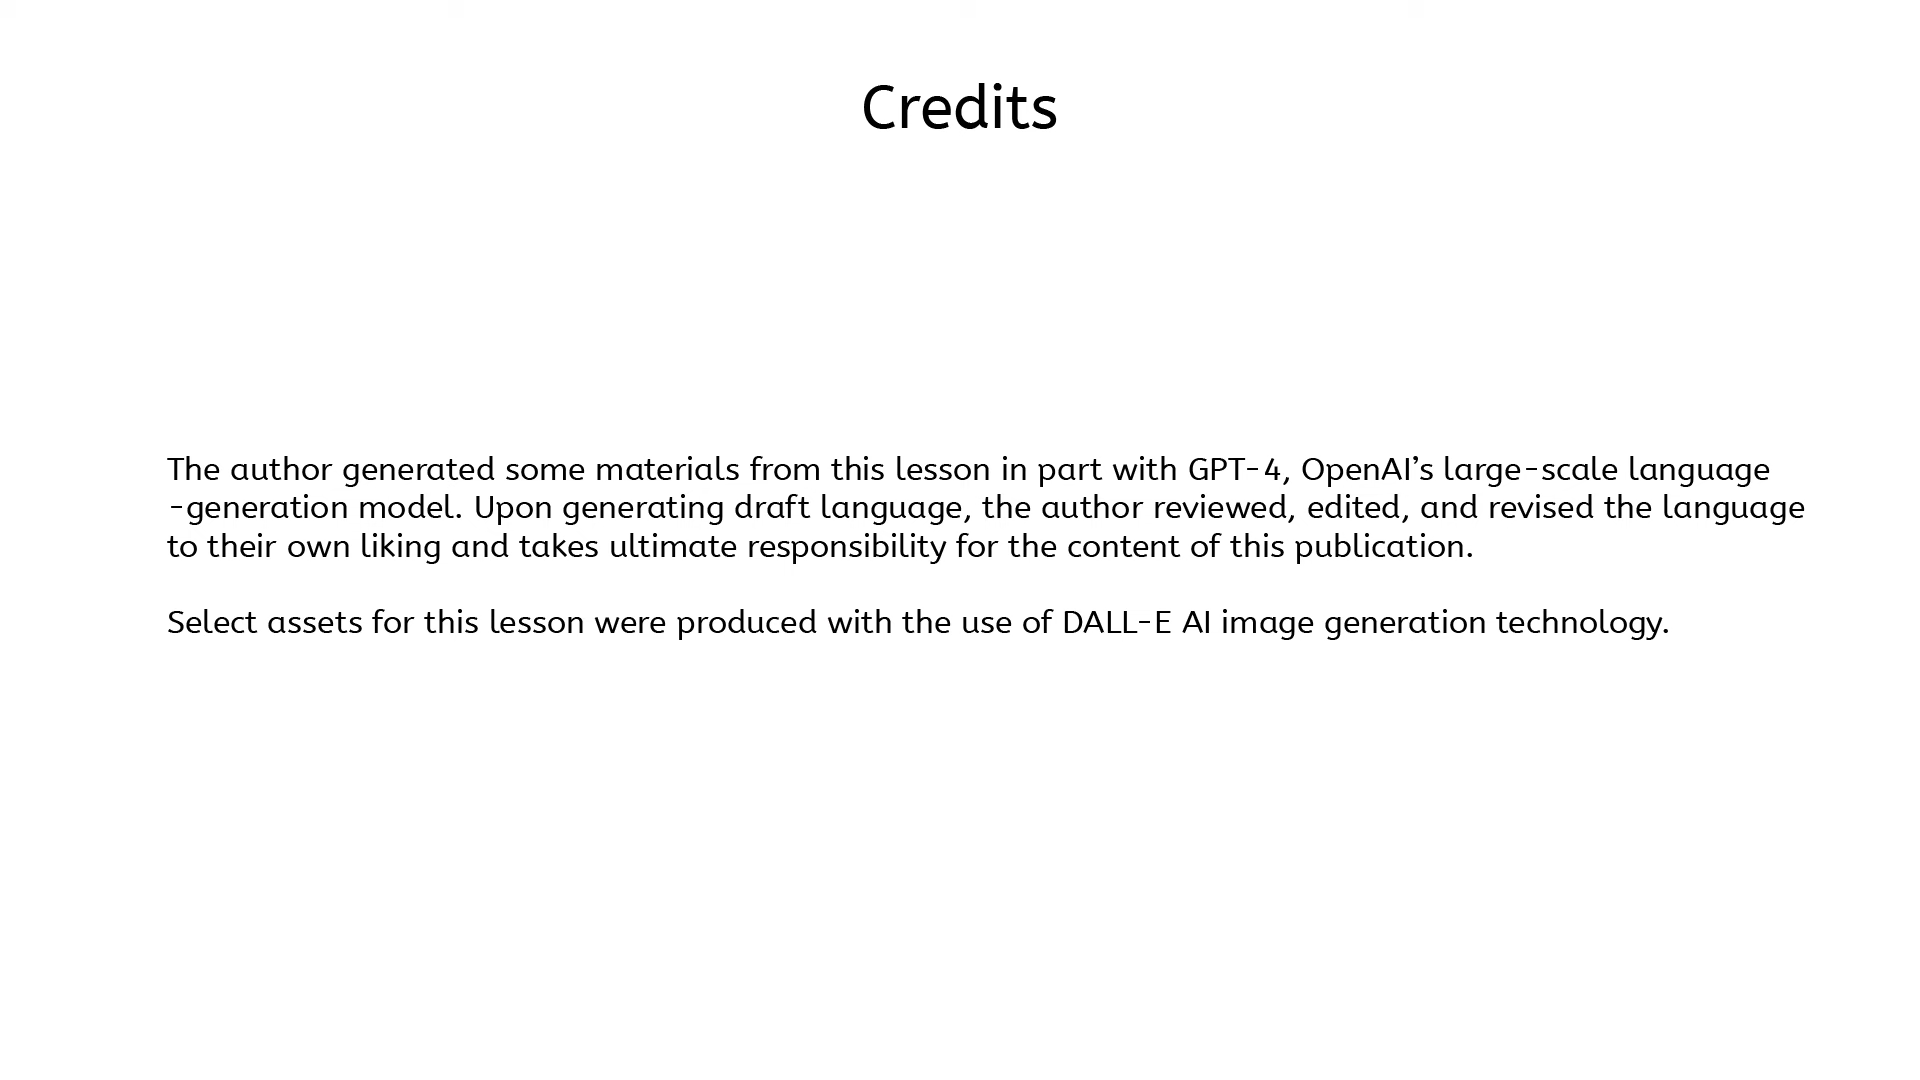 Credits
The author generated some materials from this lesson in part with GPT-4, OpenAI’s large-scale language
-generation model. Upon generating draft language, the author reviewed, edited, and revised the language
to their own liking and takes ultimate responsibility for the content of this publication.
Select assets for this lesson were produced with the use of DALL-E AI image generation technology.